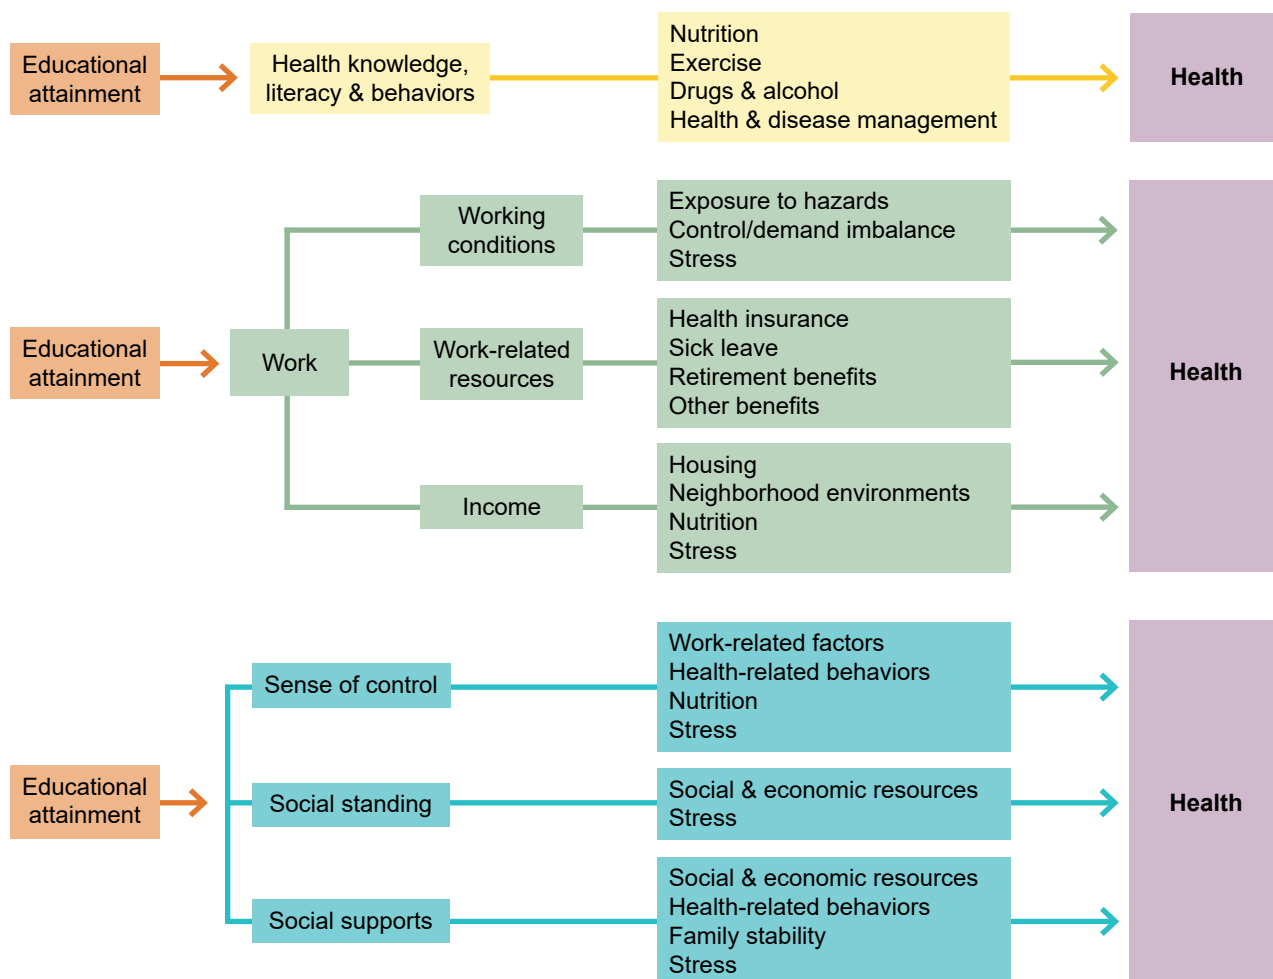 Educational
attainment
Health knowledge,
literacy & behaviors
Nutrition
Exercise
Drugs & alcohol
Health & disease management
Health
Educational
attainment
Work
Working
conditions
Exposure to hazards
Control/demand imbalance
Stress
Work-related
resources
Health insurance
Sick leave
Retirement benefits
Other benefits
Income
Housing
Neighborhood environments
Nutrition
Stress
Health
Educational
attainment
Sense of control
Work-related factors
Health-related behaviors
Nutrition
Stress
Social standing
Social & economic resources
Stress
Social supports
Social & economic resources
Health-related behaviors
Family stability
Stress
Health